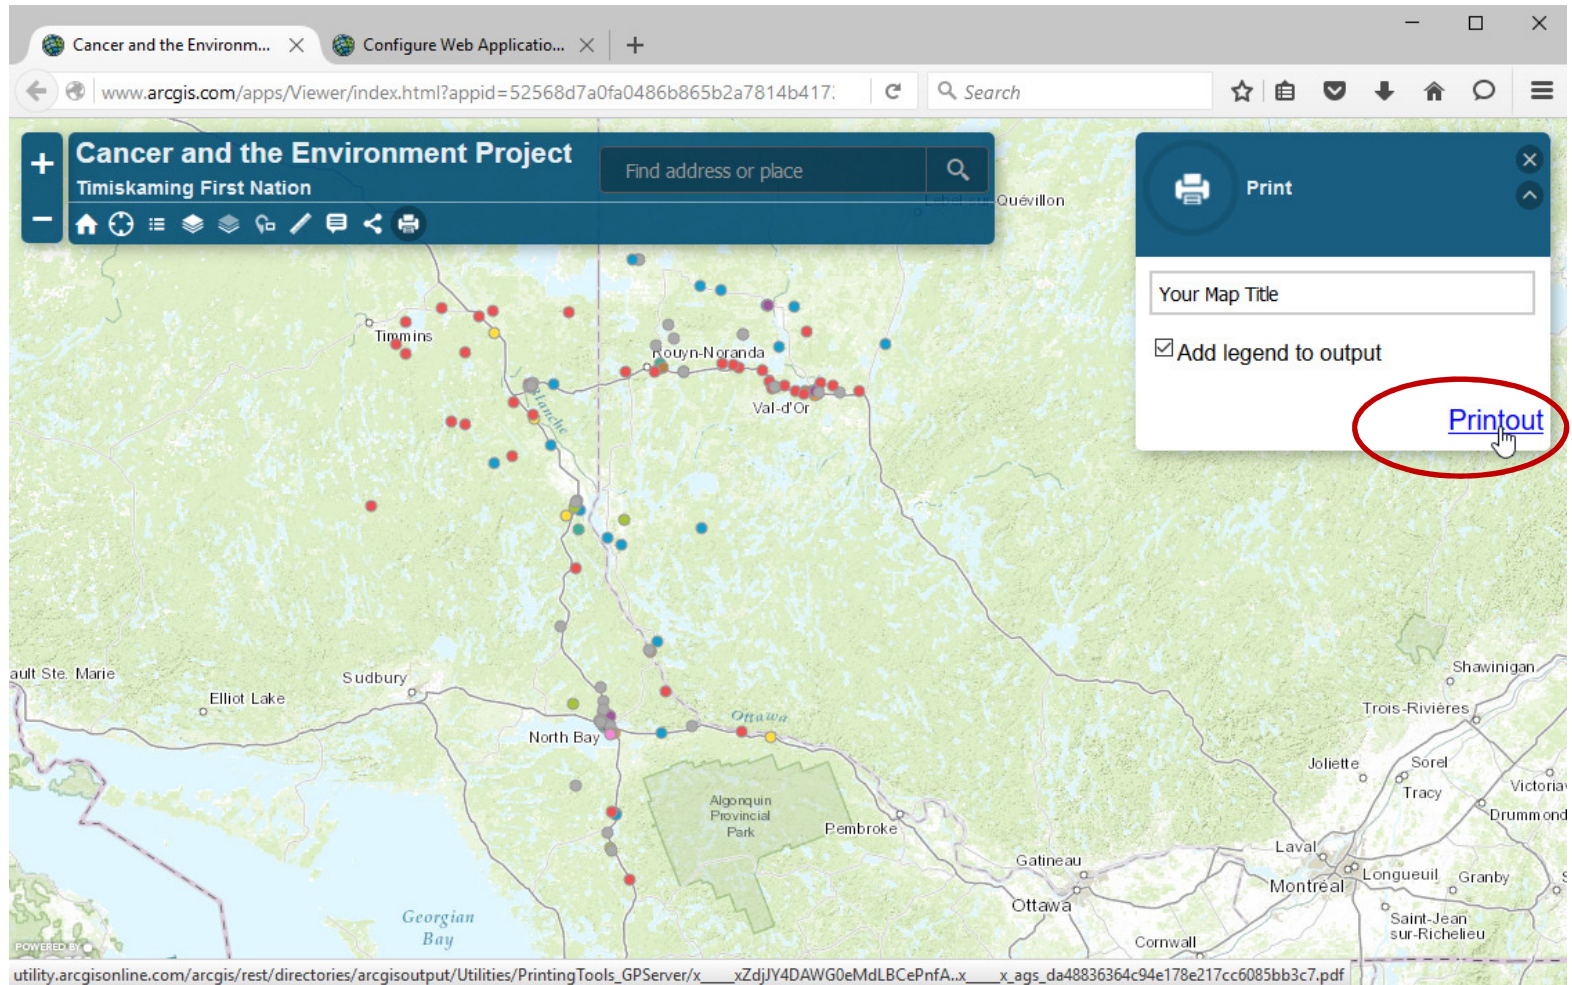 Cancer and the Environm...
Configure Web Applicatio...
www.arcgis.com/apps/Viewer/index.html?appid=52568d7a0fa0486b865b2a7814b417
Search
Cancer and the Environment Project
Timiskaming First Nation
Find address or place
Print
Your Map Title
Add legend to output
Printout
Quévillon
Timmins
Rouyn-Noranda
Val-d'Or
ault Ste. Marie
Elliot Lake
Sudbury
North Bay
Ottawa
Algonquin
Provincial
Park
Pembroke
Georgian
Bay
Gatineau
Ottawa
Cornwall
Shawinigan
Trois-Rivières
Joliette
Sorel
Tracy
Victoria
Drummond
Laval
Montréal
Longueuil
Granby
Saint-Jean
sur-Richelieu
POWERED BY
utility.arcgisonline.com/arcgis/rest/directories/arcgisoutput/Utilities/PrintingTools_GPServer/x____xZdjJY4DAWG0eMdLBCePnfA..x____x_ags_da48836364c94e178e217cc6085bb3c7.pdf